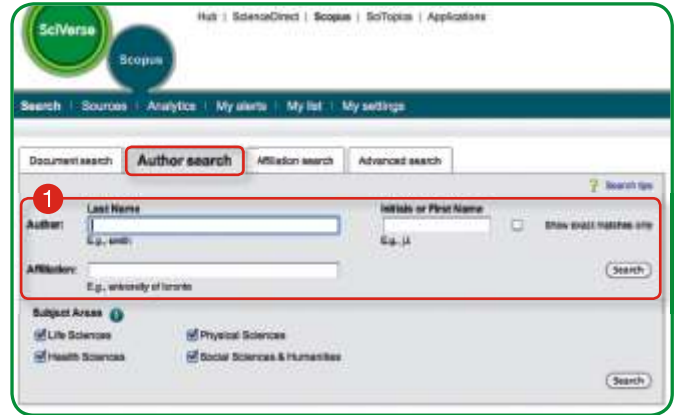 Hub | ScienceDirect | Scopus | SciTopics | Applications
SciVerse
Scopus
Search | Sources | Analytics | My alerts | My list | My settings
Document search Author search Affiliation search Advanced search
? Search tips
1
Last Name Initials or First Name
Author: Show exact matches only
E.g., smith E.g., j.l.
Affiliation: Search
E.g., university of toronto
Subject Areas
Life Sciences Physical Sciences
Health Sciences Social Sciences & Humanities
Search